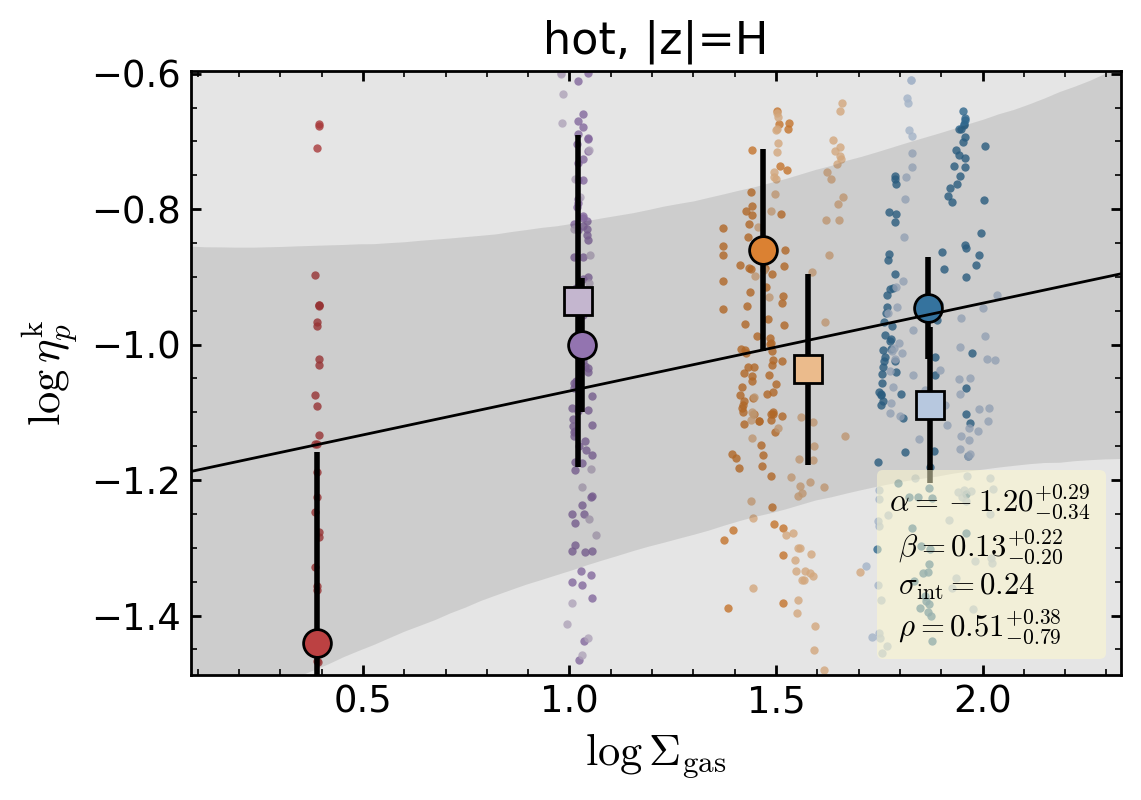 hot, |z|=H
−0.6
−0.8
−1.0
−1.2
−1.4
log η_p^k
α = − 1.20^{+0.29}_{−0.34}
β = 0.13^{+0.22}_{−0.20}
σ_int = 0.24
ρ = 0.51^{+0.38}_{−0.79}
0.5 1.0 1.5 2.0
log Σ_gas